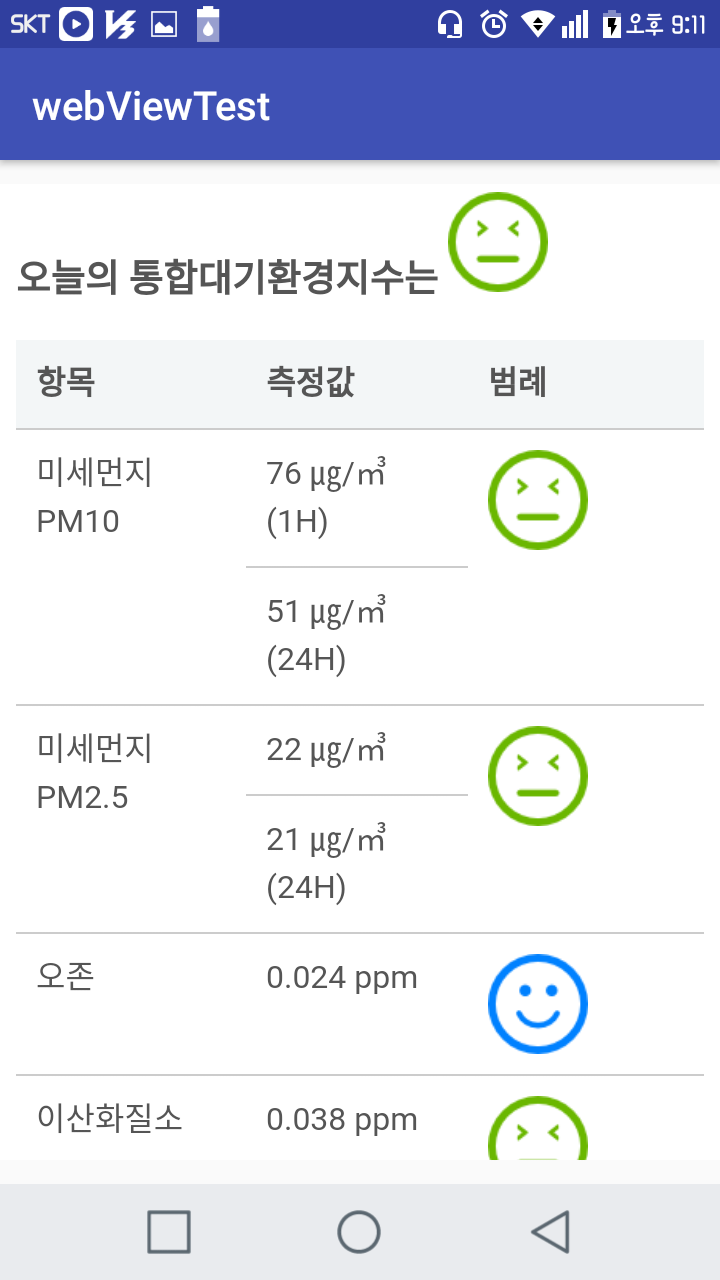 SKT 오후 9:11
webViewTest
오늘의 통합대기환경지수는
항목 측정값 범례
미세먼지 76 ㎍/㎥
PM10 (1H)
51 ㎍/㎥
(24H)
미세먼지 22 ㎍/㎥
PM2.5
21 ㎍/㎥
(24H)
오존 0.024 ppm
이산화질소 0.038 ppm